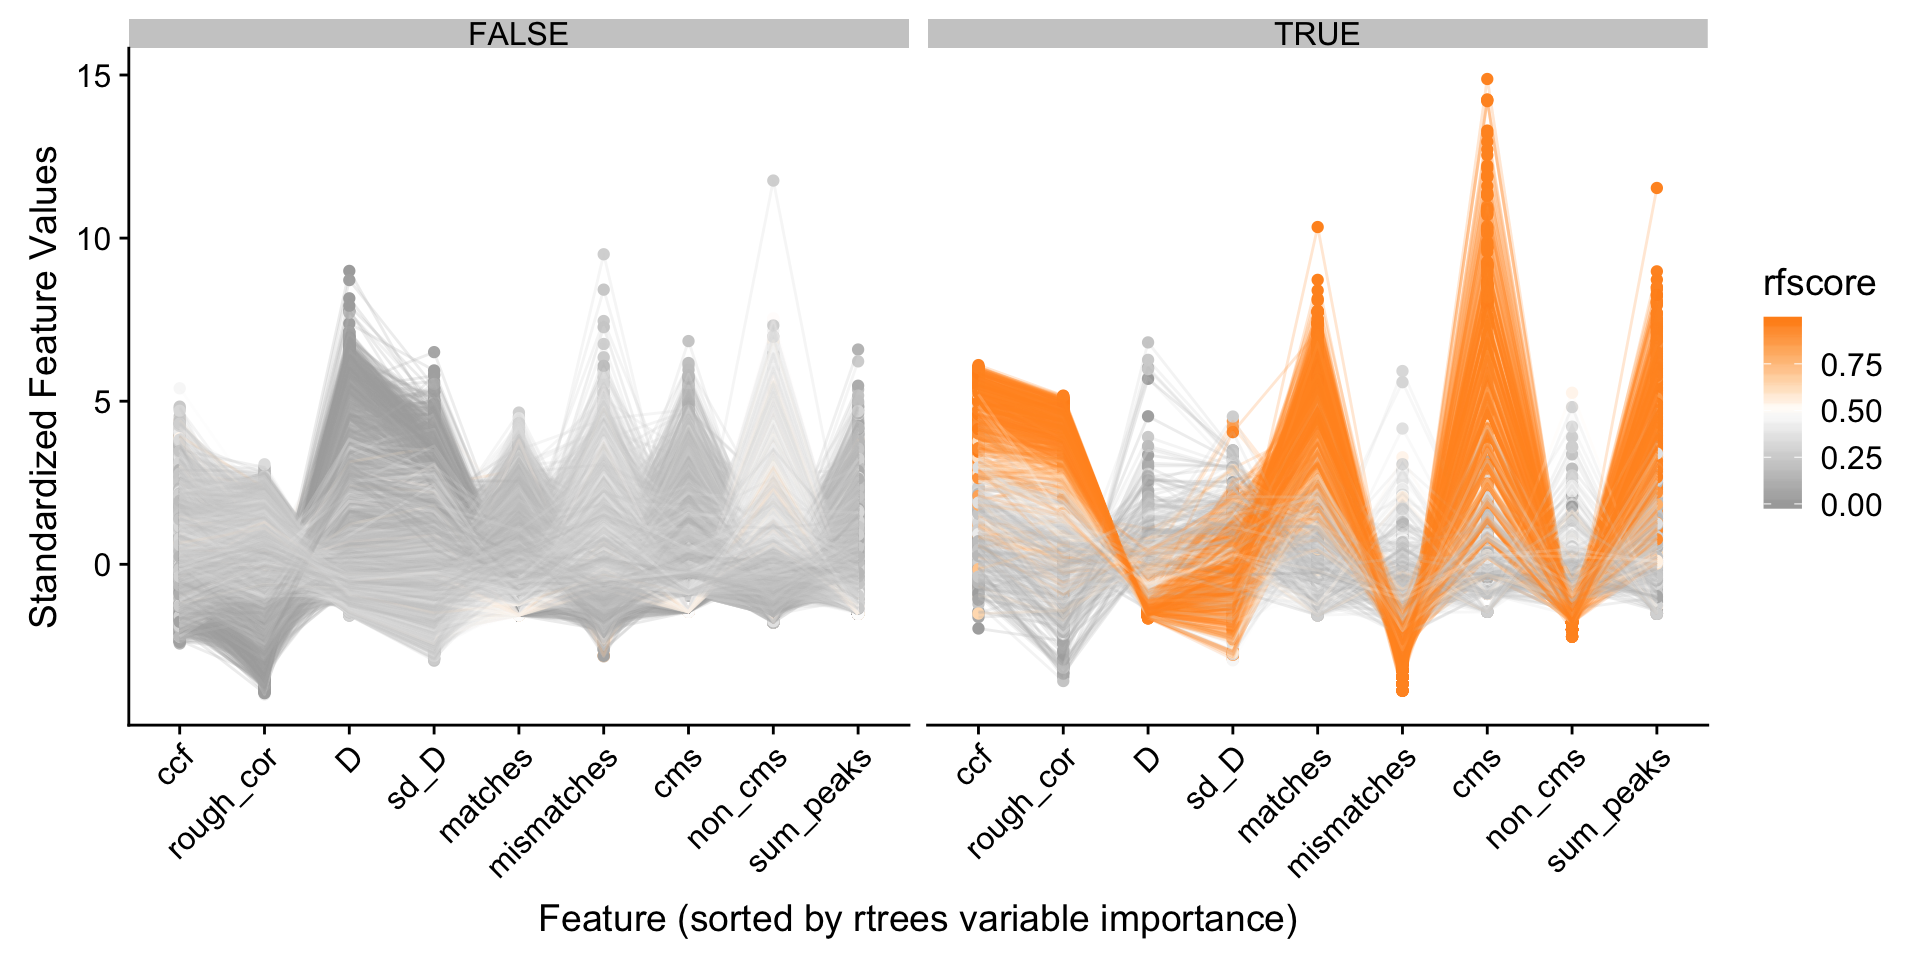 FALSE
TRUE
Standardized Feature Values
15
10
5
0
ccf
rough_cor
D
sd_D
matches
mismatches
cms
non_cms
sum_peaks
ccf
rough_cor
D
sd_D
matches
mismatches
cms
non_cms
sum_peaks
Feature (sorted by rtrees variable importance)
rfscore
0.75
0.50
0.25
0.00